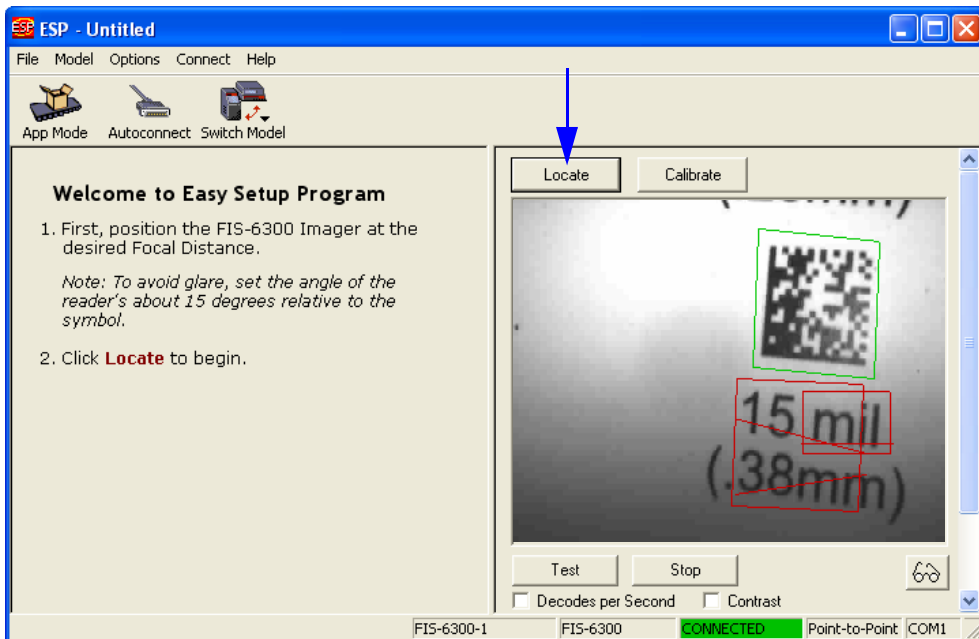 ESP - Untitled
File Model Options Connect Help
App Mode Autoconnect Switch Model
Welcome to Easy Setup Program
1. First, position the FIS-6300 Imager at the
desired Focal Distance.
Note: To avoid glare, set the angle of the
reader's about 15 degrees relative to the
symbol.
2. Click Locate to begin.
Locate Calibrate
15 mil
(.38mm)
Test Stop
Decodes per Second Contrast
FIS-6300-1 FIS-6300 CONNECTED Point-to-Point COM1